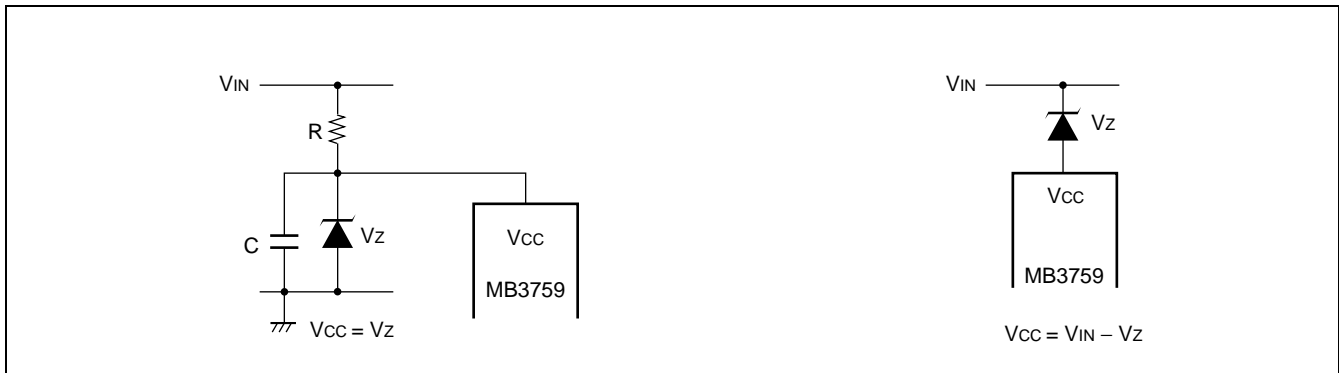 VIN
R
C
VZ
VCC
MB3759
VCC = VZ
VIN
VZ
VCC
MB3759
VCC = VIN − VZ